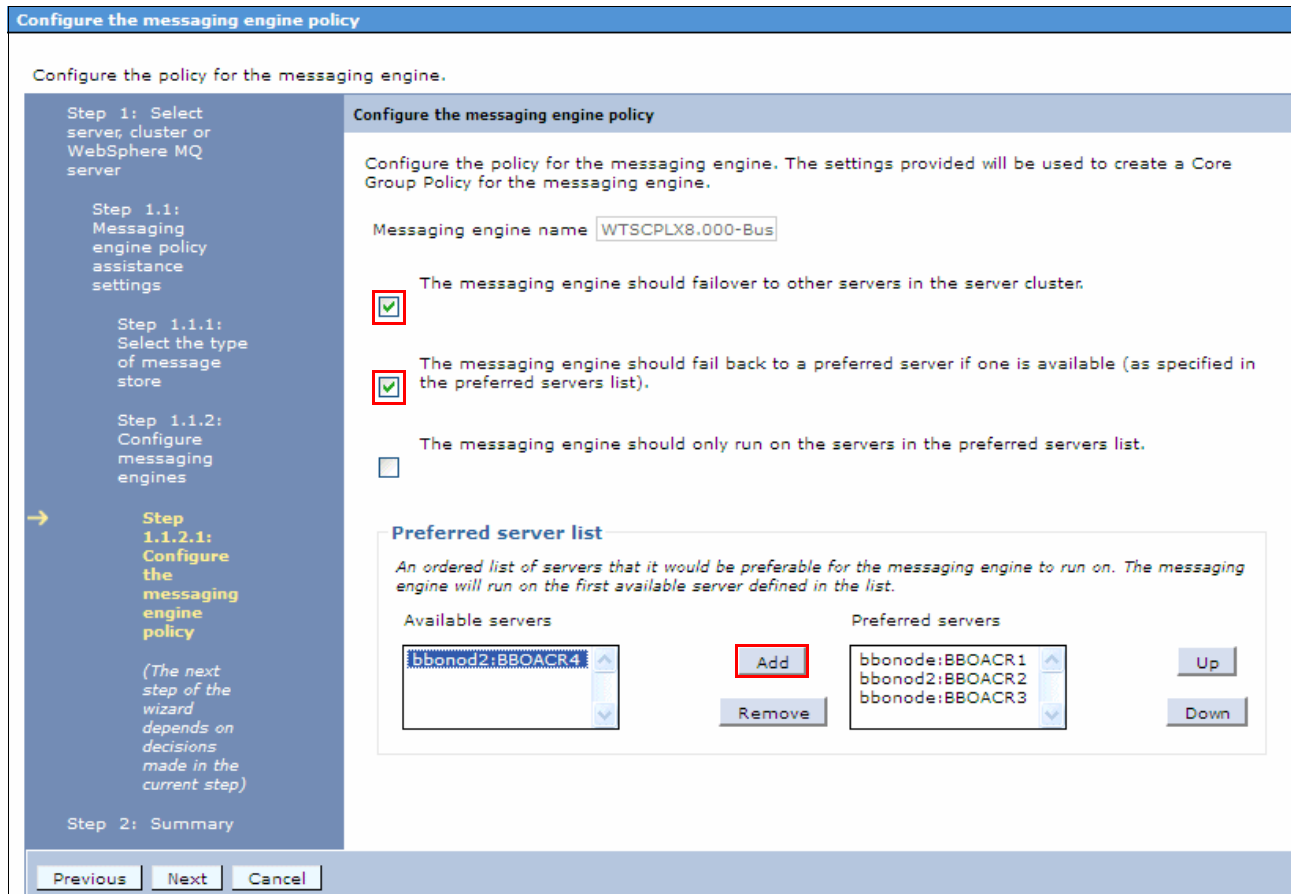 Configure the messaging engine policy
Configure the policy for the messaging engine.
Step 1: Select
server, cluster or
WebSphere MQ
server
Step 1.1:
Messaging
engine policy
assistance
settings
Step 1.1.1:
Select the type
of message
store
Step 1.1.2:
Configure
messaging
engines
Step
1.1.2.1:
Configure
the
messaging
engine
policy
(The next
step of the
wizard
depends on
decisions
made in the
current step)
Step 2: Summary
Configure the messaging engine policy
Configure the policy for the messaging engine. The settings provided will be used to create a Core
Group Policy for the messaging engine.
Messaging engine name WTSCPLX8.000-Bus
The messaging engine should failover to other servers in the server cluster.
The messaging engine should fail back to a preferred server if one is available (as specified in
the preferred servers list).
The messaging engine should only run on the servers in the preferred servers list.
Preferred server list
An ordered list of servers that it would be preferable for the messaging engine to run on. The messaging
engine will run on the first available server defined in the list.
Available servers
bbonod2:BBOACR4
Add
Remove
Preferred servers
bbonode:BBOACR1
bbonod2:BBOACR2
bbonode:BBOACR3
Up
Down
Previous Next Cancel